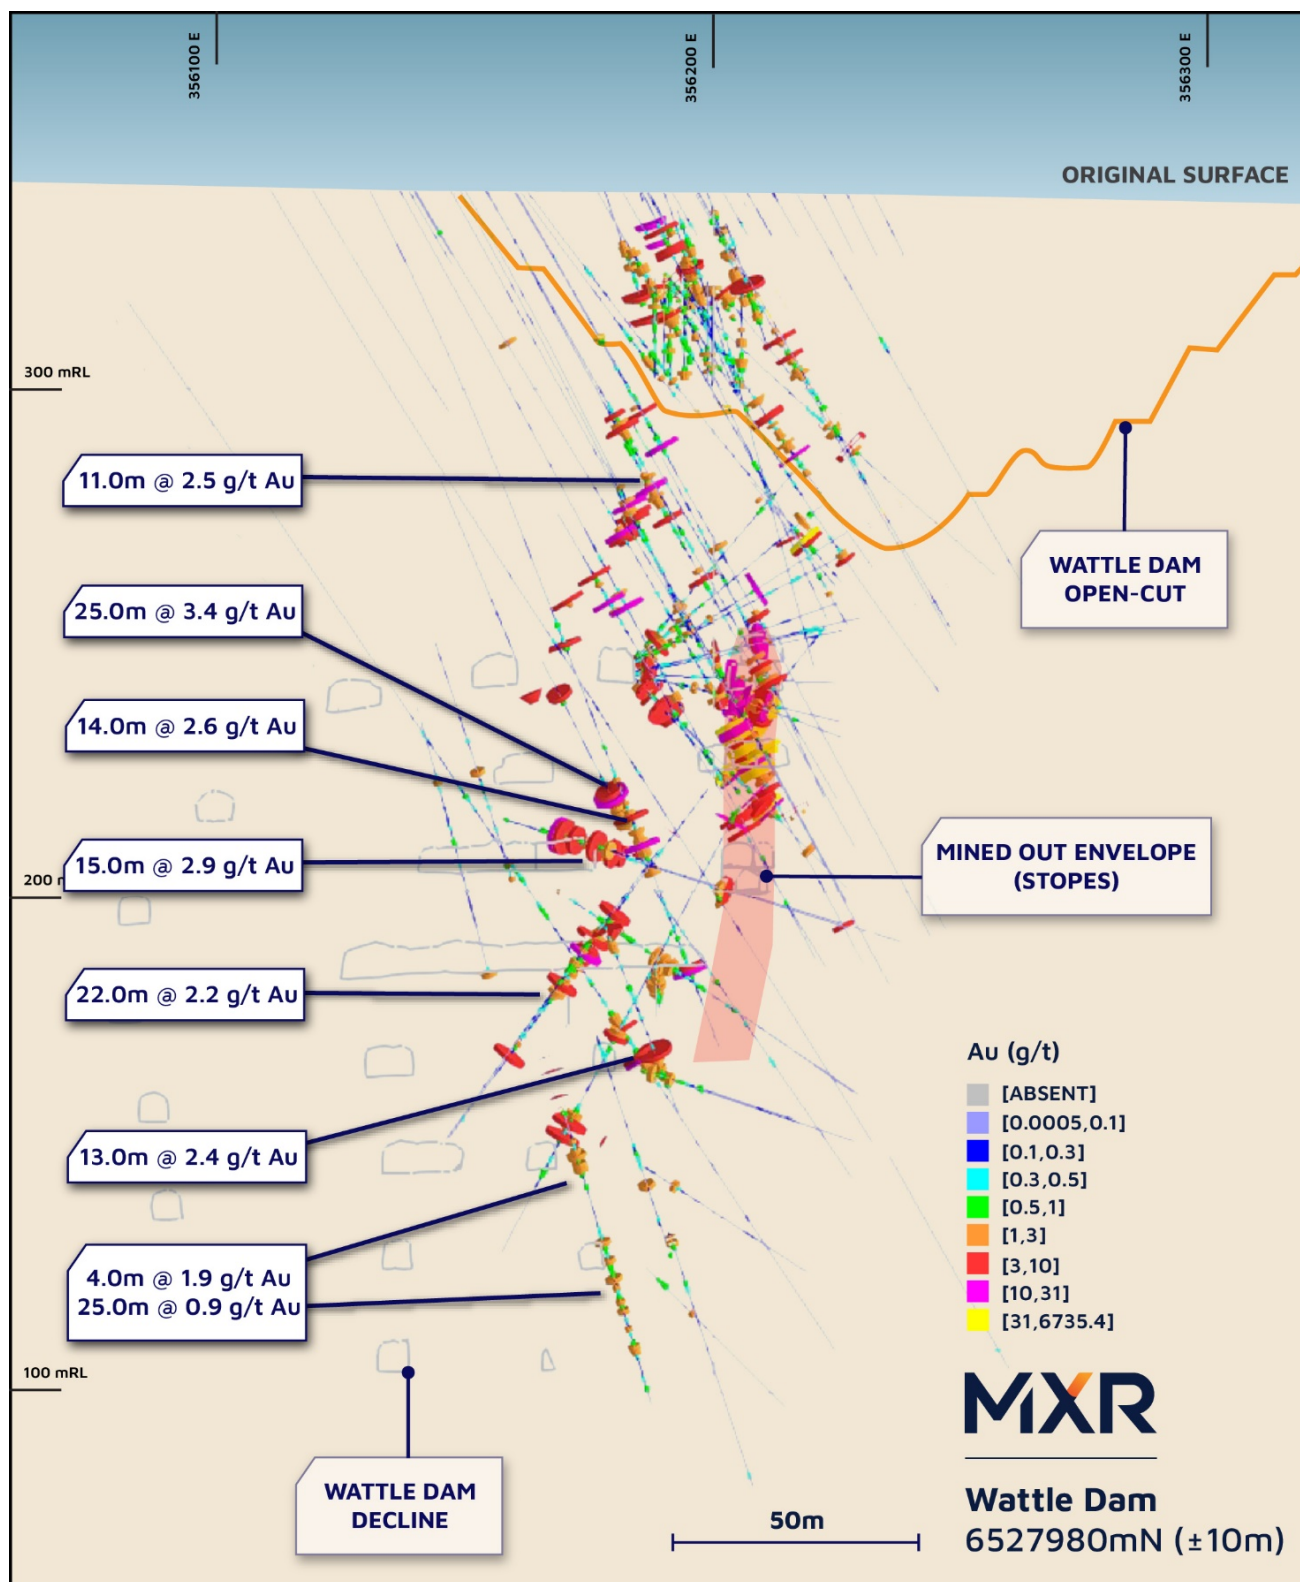 356100 E
356200 E
356300 E
ORIGINAL SURFACE
300 mRL
11.0m @ 2.5 g/t Au
25.0m @ 3.4 g/t Au
WATTLE DAM
OPEN-CUT
14.0m @ 2.6 g/t Au
15.0m @ 2.9 g/t Au
MINED OUT ENVELOPE
(STOPES)
200
22.0m @ 2.2 g/t Au
13.0m @ 2.4 g/t Au
4.0m @ 1.9 g/t Au
25.0m @ 0.9 g/t Au
Au (g/t)
[ABSENT]
[0.0005,0.1]
[0.1,0.3]
[0.3,0.5]
[0.5,1]
[1,3]
[3,10]
[10,31]
[31,6735.4]
100 mRL
WATTLE DAM
DECLINE
50m
MXR
Wattle Dam
6527980mN (±10m)